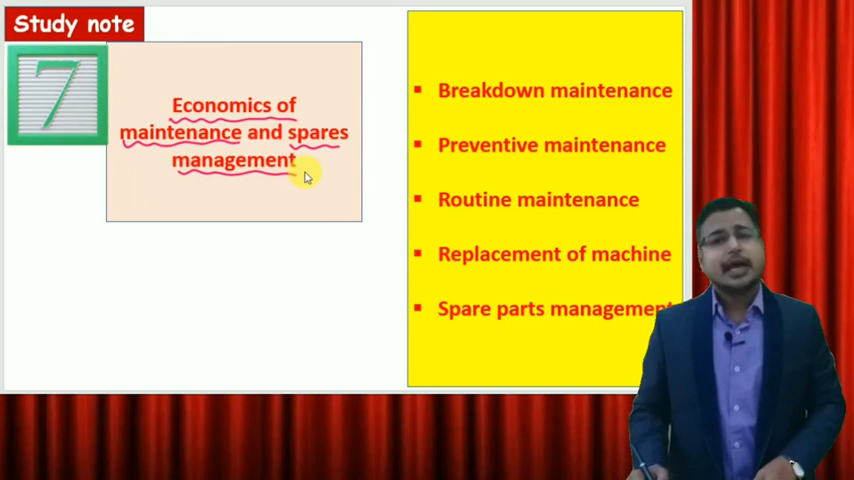 Study note
7
Economics of
maintenance and spares
management
▪ Breakdown maintenance
▪ Preventive maintenance
▪ Routine maintenance
▪ Replacement of machine
▪ Spare parts management